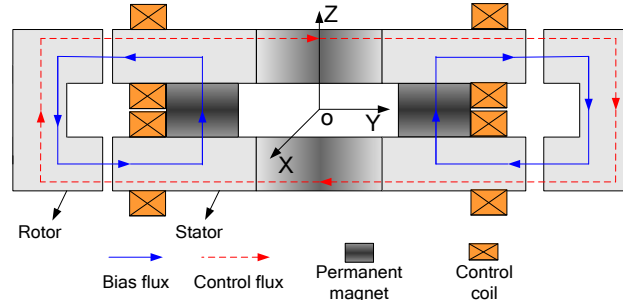 Z
o
Y
X
Rotor
Stator
Bias flux
Control flux
Permanent
magnet
Control
coil